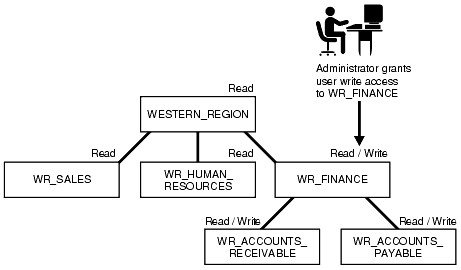 Administrator grants
user write access
to WR_FINANCE
Read
WESTERN_REGION
Read
Read
Read / Write
WR_SALES
WR_HUMAN_
RESOURCES
WR_FINANCE
Read / Write
Read / Write
WR_ACCOUNTS_
RECEIVABLE
WR_ACCOUNTS_
PAYABLE